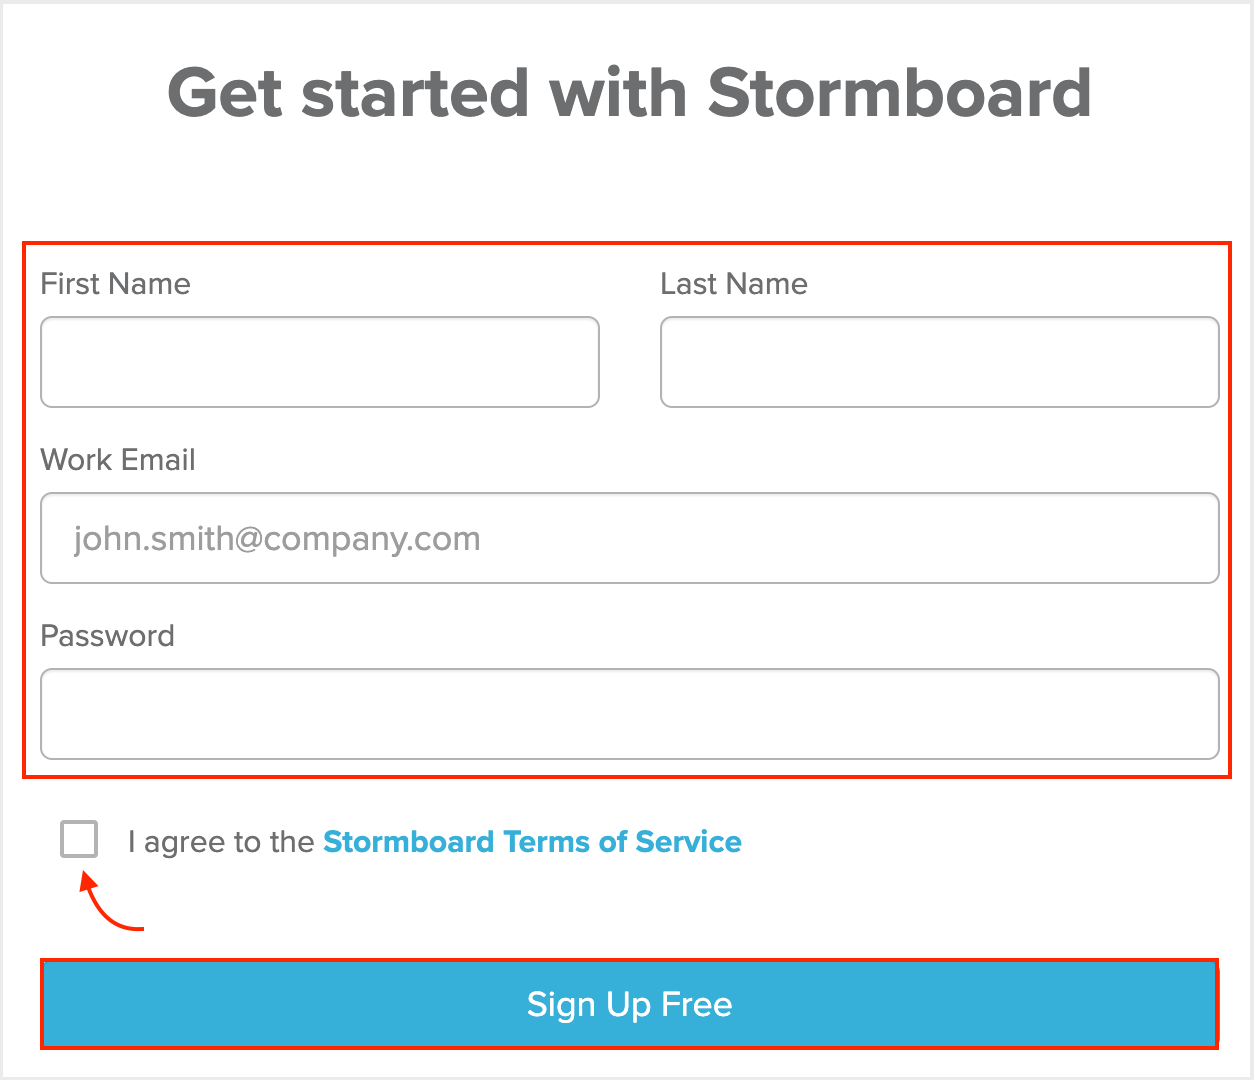 Get started with Stormboard
First Name
Last Name
Work Email
john.smith@company.com
Password
I agree to the Stormboard Terms of Service
Sign Up Free